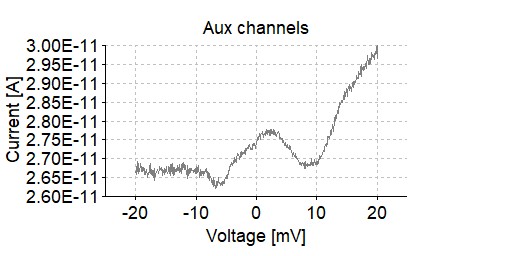 Aux channels
3.00E-11
2.95E-11
2.90E-11
2.85E-11
2.80E-11
2.75E-11
2.70E-11
2.65E-11
2.60E-11
Current [A]
-20 -10 0 10 20
Voltage [mV]